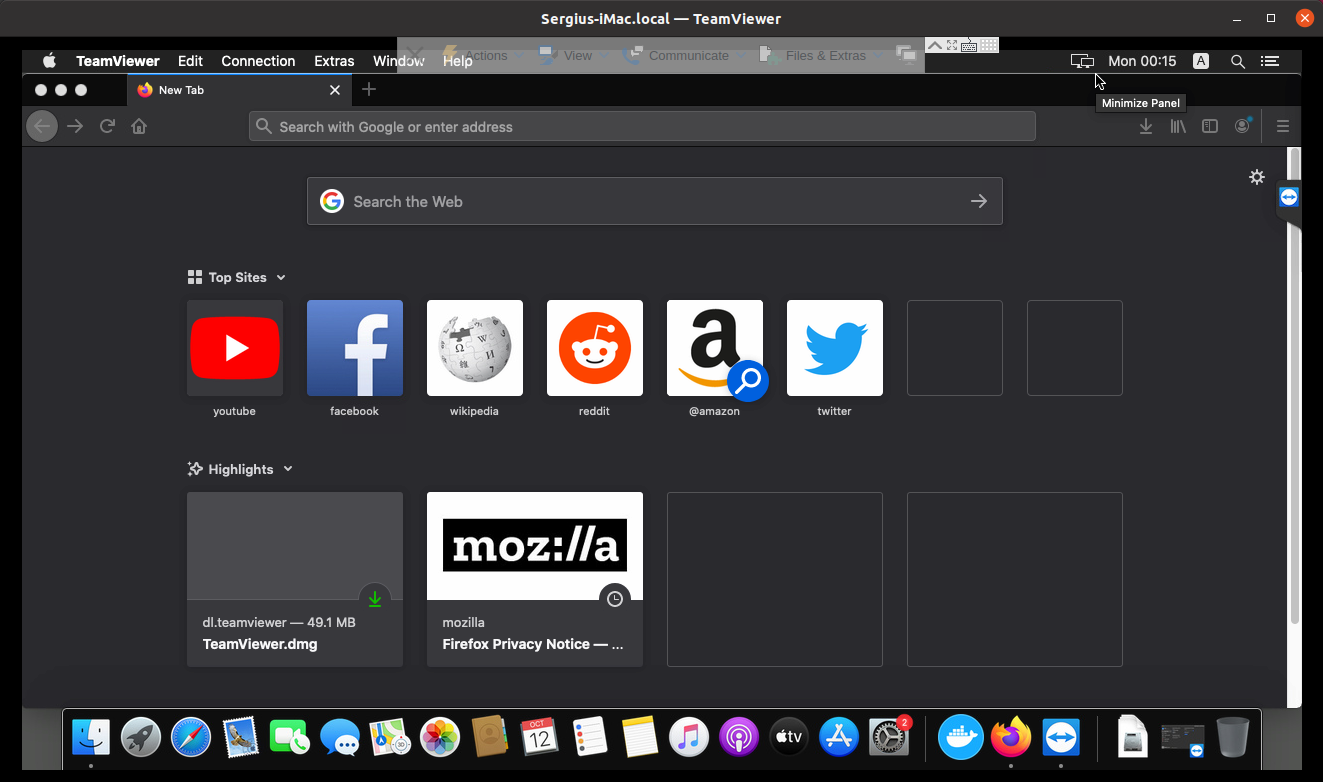 Sergius-iMac.local — TeamViewer
TeamViewer Edit Connection Extras Window Help
Actions View Communicate Files & Extras
Mon 00:15 A
Minimize Panel
New Tab
Search with Google or enter address
Search the Web
Top Sites
a
youtube facebook wikipedia reddit @amazon twitter
Highlights
moz://a
dl.teamviewer — 49.1 MB
TeamViewer.dmg
mozilla
Firefox Privacy Notice — ...
OCT
12
tv
2
3D